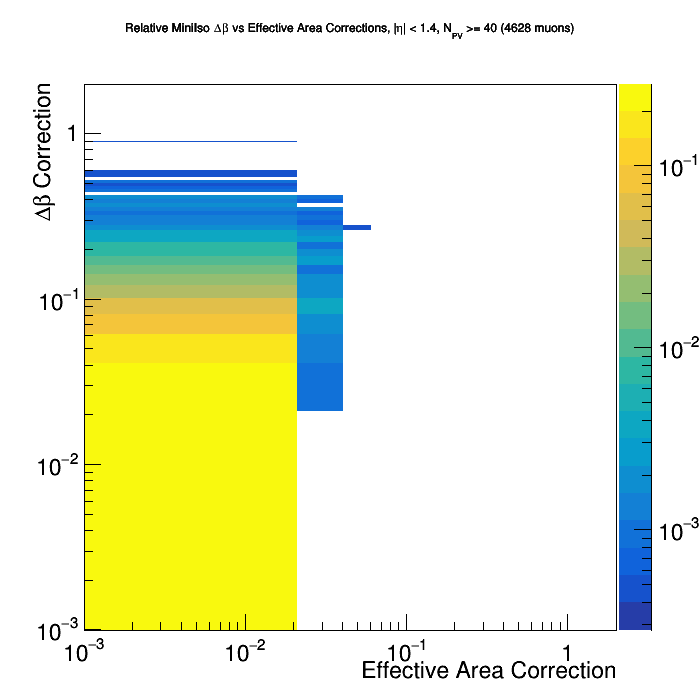 Relative MiniIso Δβ vs Effective Area Corrections, |η| < 1.4, N_PV >= 40 (4628 muons)
Δβ Correction
1
10⁻¹
10⁻²
10⁻³
10⁻³ 10⁻² 10⁻¹ 1
Effective Area Correction
10⁻¹
10⁻²
10⁻³